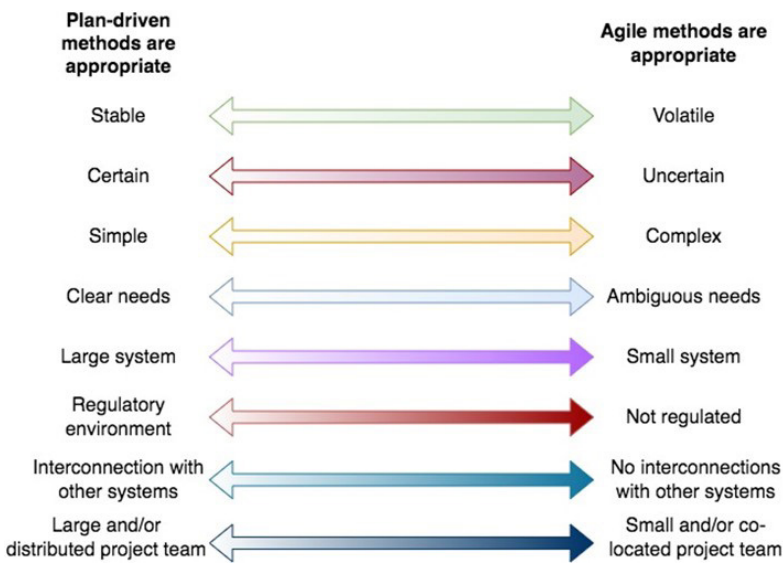 Plan-driven
methods are
appropriate
Agile methods are
appropriate
Stable
Volatile
Certain
Uncertain
Simple
Complex
Clear needs
Ambiguous needs
Large system
Small system
Regulatory
environment
Not regulated
Interconnection with
other systems
No interconnections
with other systems
Large and/or
distributed project team
Small and/or co-
located project team